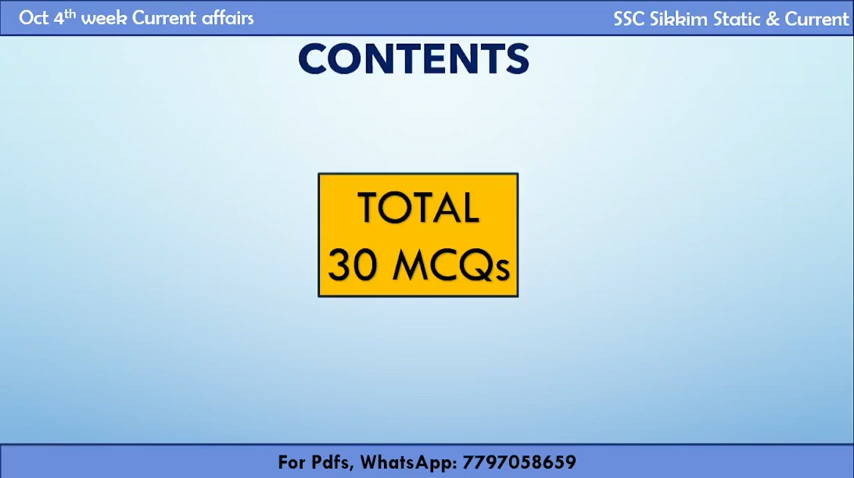 Oct 4th week Current affairs
SSC Sikkim Static & Current
CONTENTS
TOTAL
30 MCQs
For Pdfs, WhatsApp: 7797058659